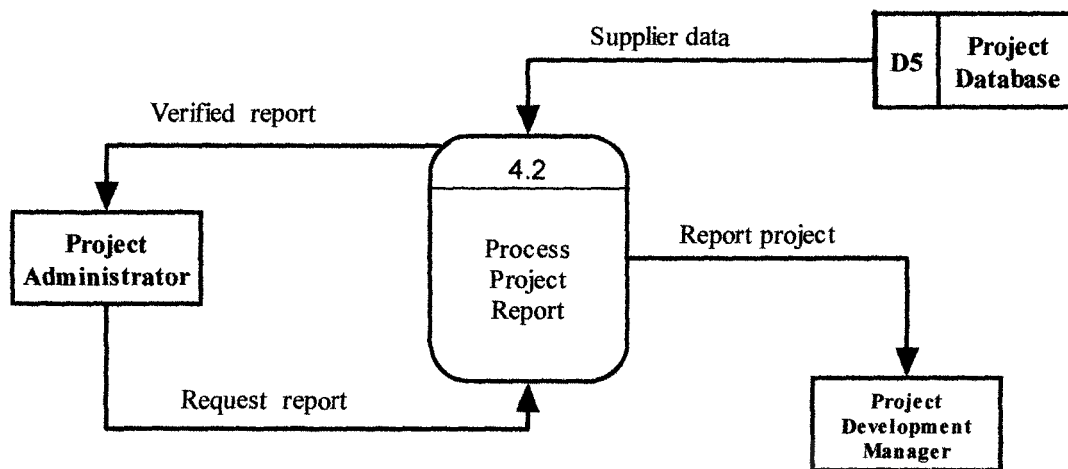 Supplier data
D5
Project
Database
Verified report
4.2
Project
Administrator
Process
Project
Report
Report project
Request report
Project
Development
Manager